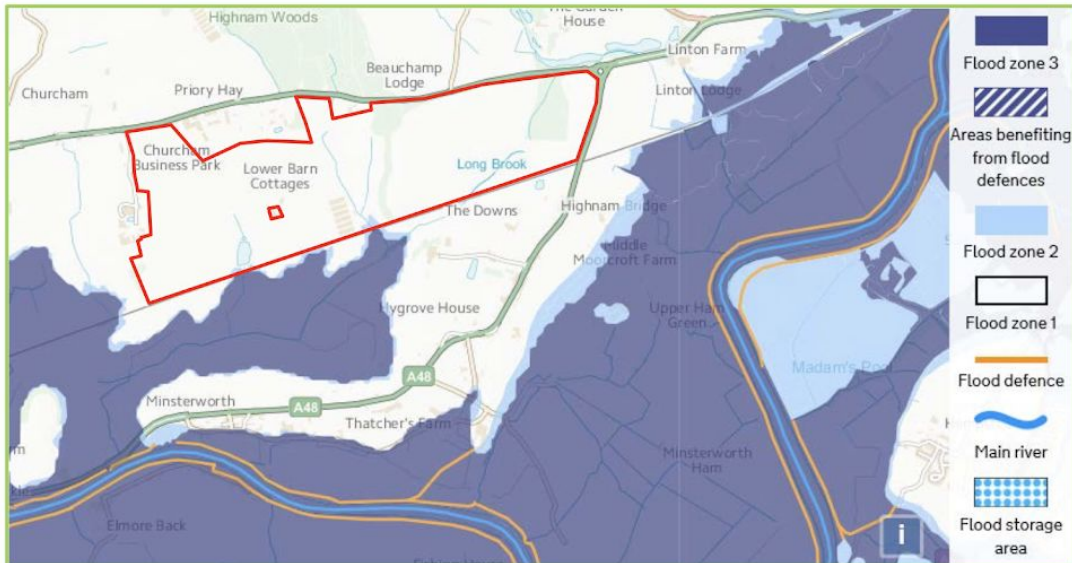 Highnam Woods
House
Linton Farm
Beauchamp
Lodge
Churcham
Priory Hay
Linton Lodge
Churcham
Business Park
Lower Barn
Cottages
Long Brook
The Downs
Highnam Bridge
Middle
Moorcroft Farm
Hygrove House
Upper Ham
Green
Madam's Pool
A48
Minsterworth
A48
Thatcher's Farm
Minsterworth
Ham
Elmore Back
i
Flood zone 3
Areas benefiting
from flood
defences
Flood zone 2
Flood zone 1
Flood defence
Main river
Flood storage
area